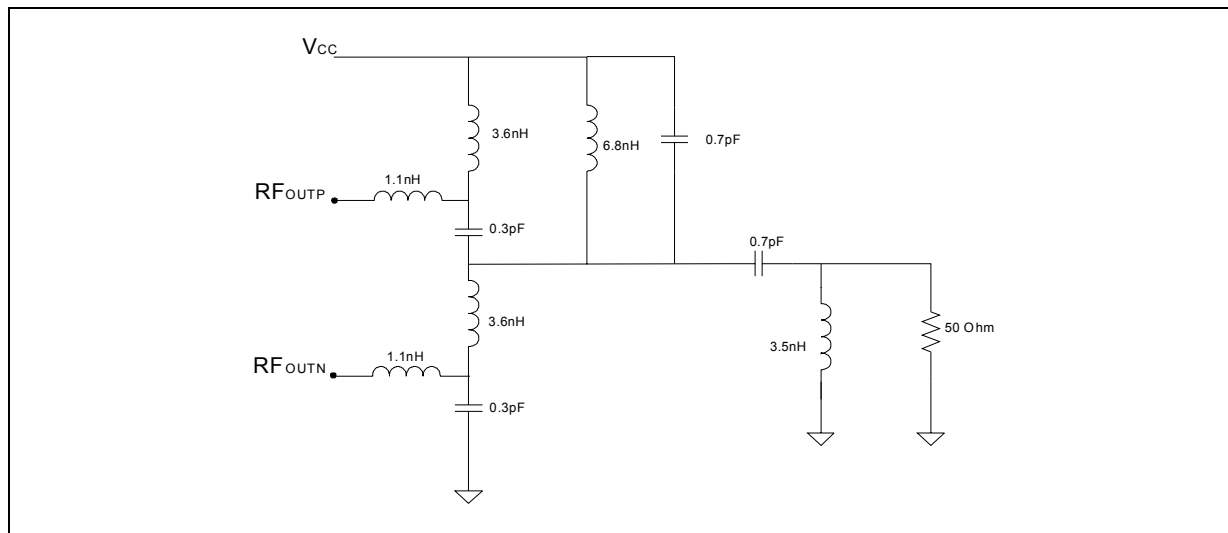 VCC
3.6nH
6.8nH
0.7pF
1.1nH
RFOUTP
0.3pF
0.7pF
3.6nH
3.5nH
50 Ohm
1.1nH
RFOUTN
0.3pF